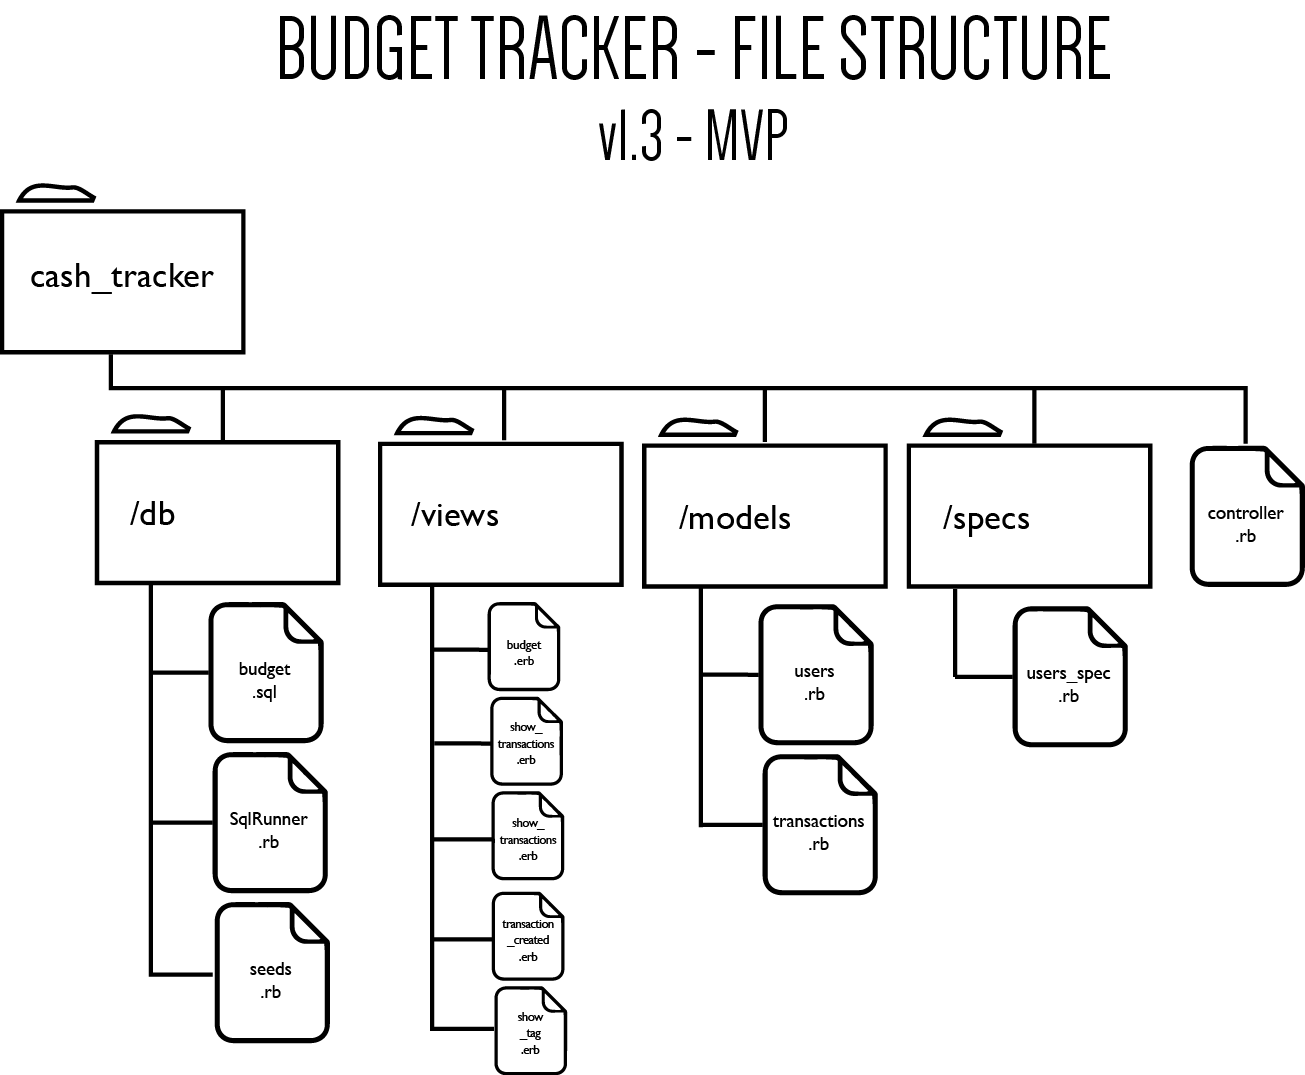 BUDGET TRACKER - FILE STRUCTURE
v1.3 - MVP
cash_tracker
/db
/views
/models
/specs
controller
.rb
budget
.sql
SqlRunner
.rb
seeds
.rb
budget
.erb
show_
transactions
.erb
show_
transactions
.erb
transaction
_created
.erb
show
_tag
.erb
users
.rb
transactions
.rb
users_spec
.rb